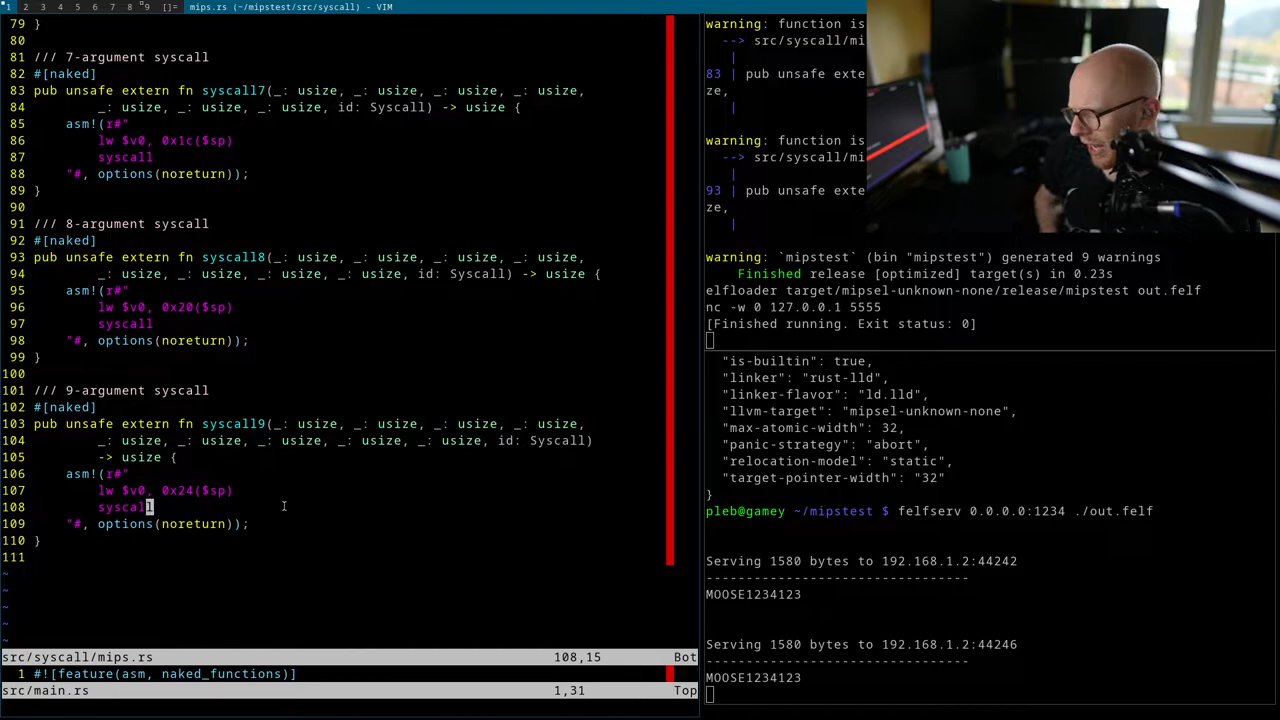 1 2 3 4 5 6 7 8 9 []= mips.rs (~/mipstest/src/syscall) - VIM
79 }
80
81 /// 7-argument syscall
82 #[naked]
83 pub unsafe extern fn syscall7(_: usize, _: usize, _: usize, _: usize,
84 _: usize, _: usize, _: usize, id: Syscall) -> usize {
85 asm!(r#"
86 lw $v0, 0x1c($sp)
87 syscall
88 "#, options(noreturn));
89 }
90
91 /// 8-argument syscall
92 #[naked]
93 pub unsafe extern fn syscall8(_: usize, _: usize, _: usize, _: usize,
94 _: usize, _: usize, _: usize, _: usize, id: Syscall) -> usize {
95 asm!(r#"
96 lw $v0, 0x20($sp)
97 syscall
98 "#, options(noreturn));
99 }
100
101 /// 9-argument syscall
102 #[naked]
103 pub unsafe extern fn syscall9(_: usize, _: usize, _: usize, _: usize,
104 _: usize, _: usize, _: usize, _: usize, _: usize, id: Syscall)
105 -> usize {
106 asm!(r#"
107 lw $v0, 0x24($sp)
108 syscall
109 "#, options(noreturn));
110 }
111
~
~
~
~
~
src/syscall/mips.rs 108,15 Bot
1 #![feature(asm, naked_functions)]
src/main.rs 1,31 Top
warning: function is
--> src/syscall/mi
|
83 | pub unsafe exte
ze,
|
warning: function is
--> src/syscall/mi
|
93 | pub unsafe exte
ze,
|
warning: `mipstest` (bin "mipstest") generated 9 warnings
Finished release [optimized] target(s) in 0.23s
elfloader target/mipsel-unknown-none/release/mipstest out.felf
nc -w 0 127.0.0.1 5555
[Finished running. Exit status: 0]
"is-builtin": true,
"linker": "rust-lld",
"linker-flavor": "ld.lld",
"llvm-target": "mipsel-unknown-none",
"max-atomic-width": 32,
"panic-strategy": "abort",
"relocation-model": "static",
"target-pointer-width": "32"
}
pleb@gamey ~/mipstest $ felfserv 0.0.0.0:1234 ./out.felf
Serving 1580 bytes to 192.168.1.2:44242
---------------------------------
MOOSE1234123
Serving 1580 bytes to 192.168.1.2:44246
---------------------------------
MOOSE1234123